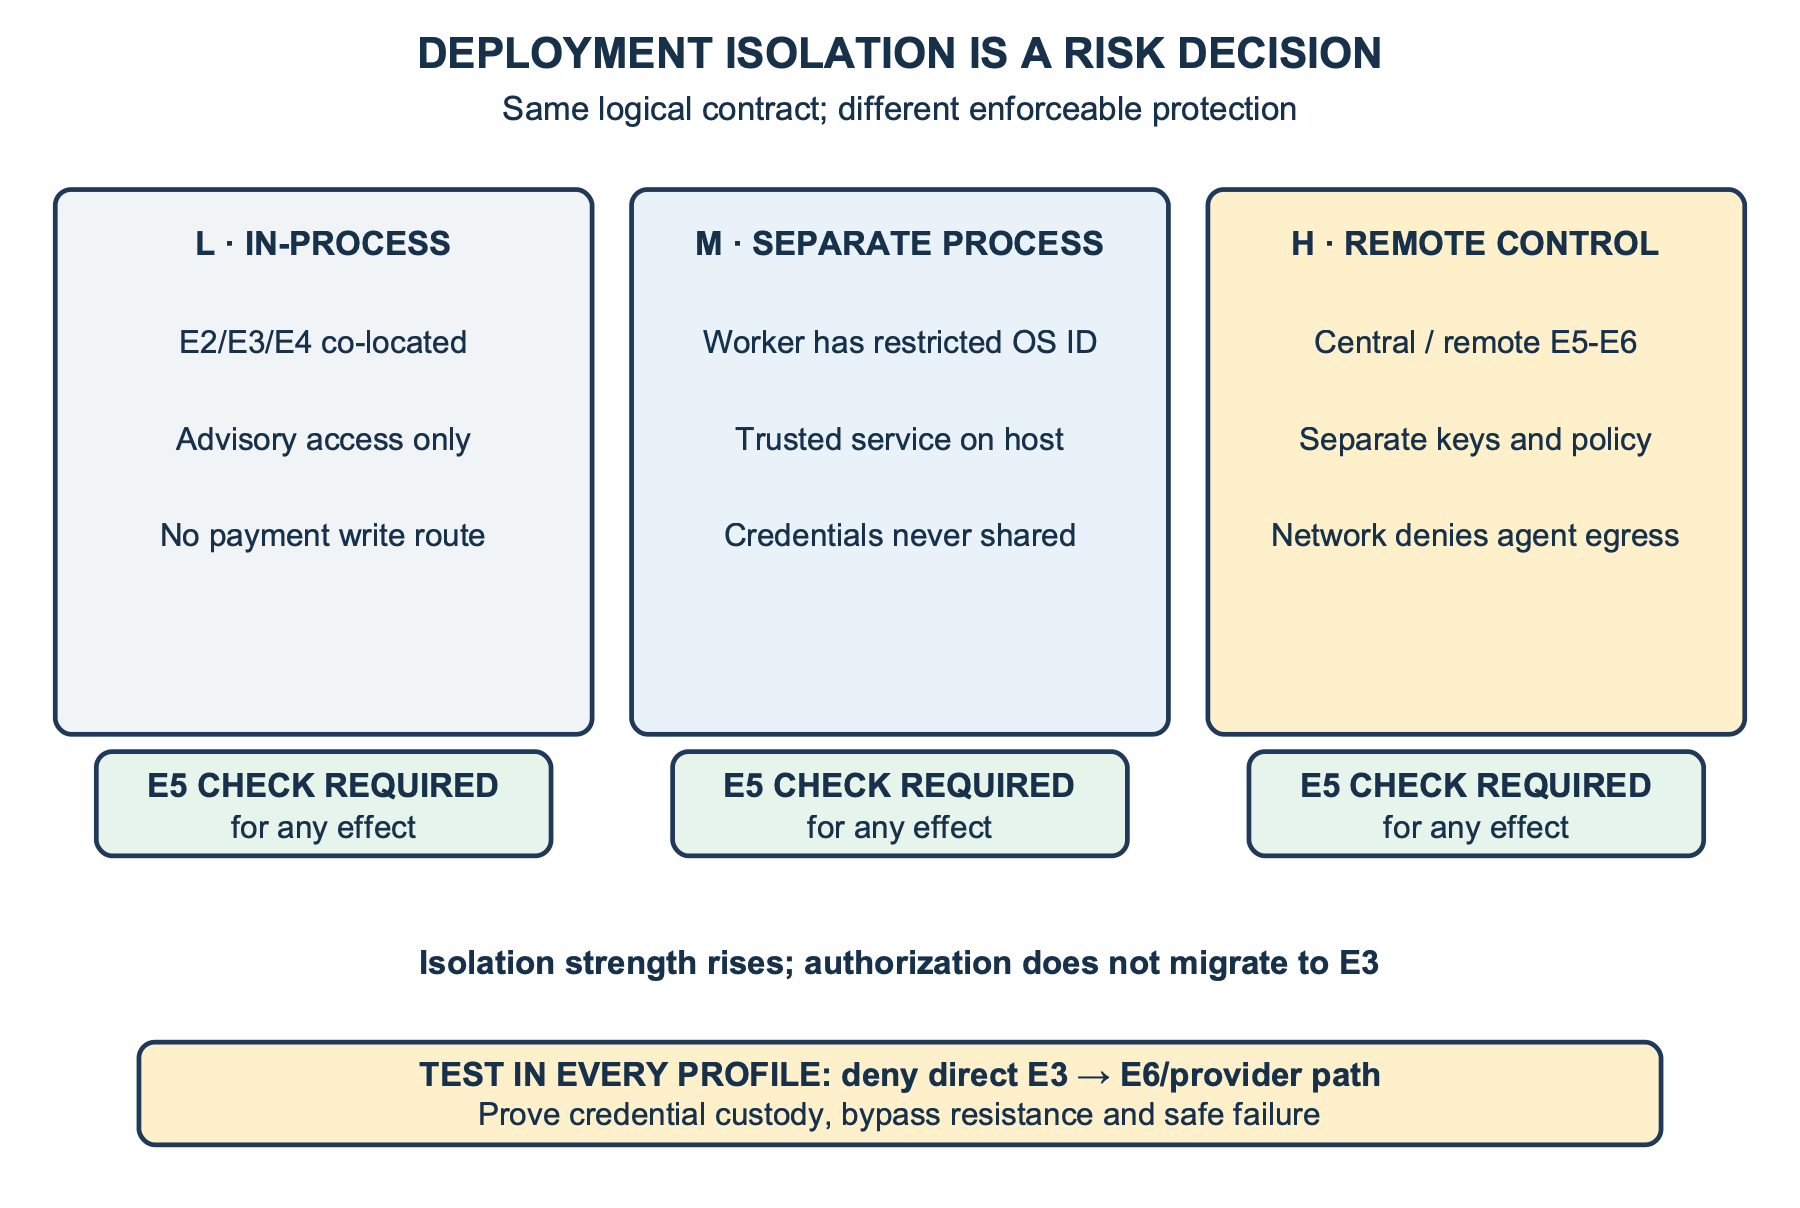 DEPLOYMENT ISOLATION IS A RISK DECISION
Same logical contract; different enforceable protection
L · IN-PROCESS
E2/E3/E4 co-located
Advisory access only
No payment write route
E5 CHECK REQUIRED
for any effect
M · SEPARATE PROCESS
Worker has restricted OS ID
Trusted service on host
Credentials never shared
E5 CHECK REQUIRED
for any effect
H · REMOTE CONTROL
Central / remote E5-E6
Separate keys and policy
Network denies agent egress
E5 CHECK REQUIRED
for any effect
Isolation strength rises; authorization does not migrate to E3
TEST IN EVERY PROFILE: deny direct E3 → E6/provider path
Prove credential custody, bypass resistance and safe failure